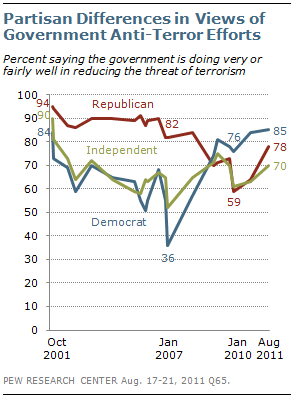 Partisan Differences in Views of
Government Anti-Terror Efforts
Percent saying the government is doing very or
fairly well in reducing the threat of terrorism
100
90
80
70
60
50
40
30
20
10
0
94
90
84
Republican
82
Independent
Democrat
36
76
59
85
78
70
Oct
2001
Jan
2007
Jan
2010
Aug
2011
PEW RESEARCH CENTER Aug. 17-21, 2011 Q65.